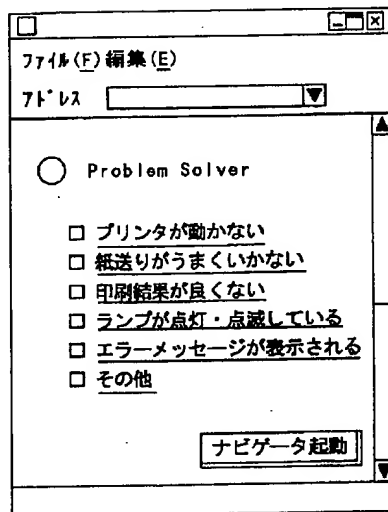 ファイル(F) 編集(E)
アドレス
Problem Solver
プリンタが動かない
紙送りがうまくいかない
印刷結果が良くない
ランプが点灯・点滅している
エラーメッセージが表示される
その他
ナビゲータ起動